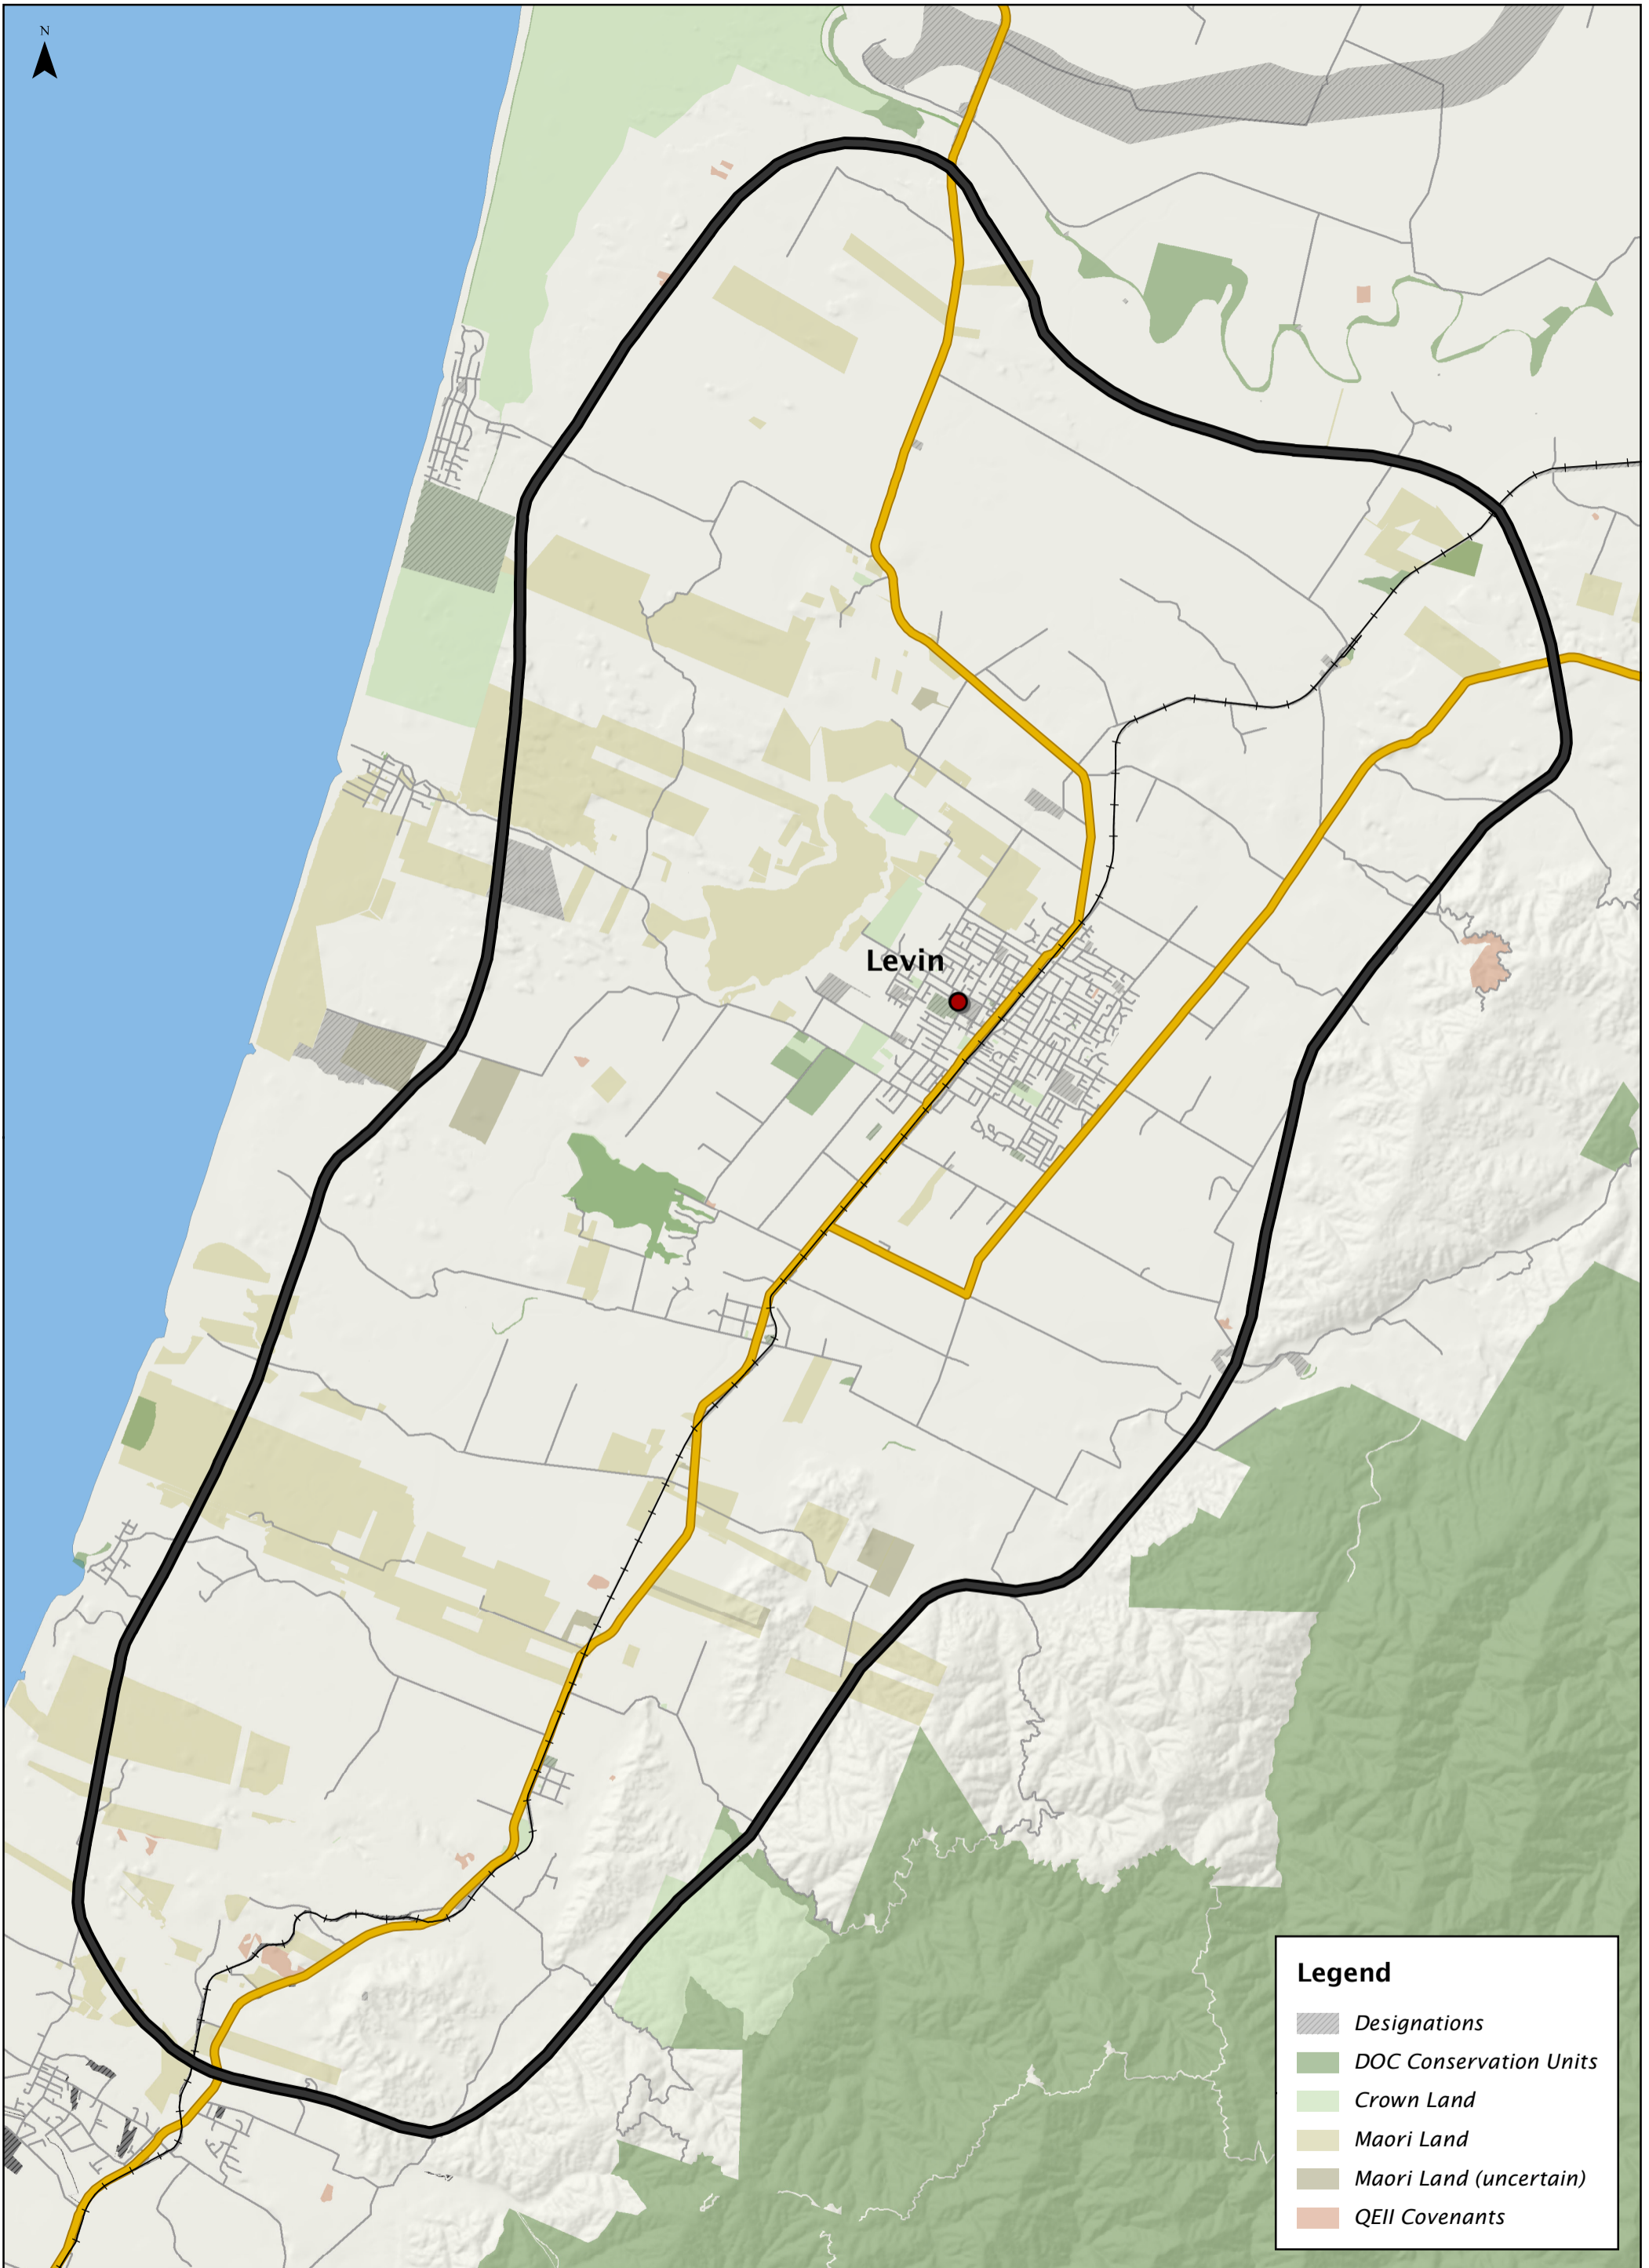 N
Levin
Legend
Designations
DOC Conservation Units
Crown Land
Maori Land
Maori Land (uncertain)
QEII Covenants